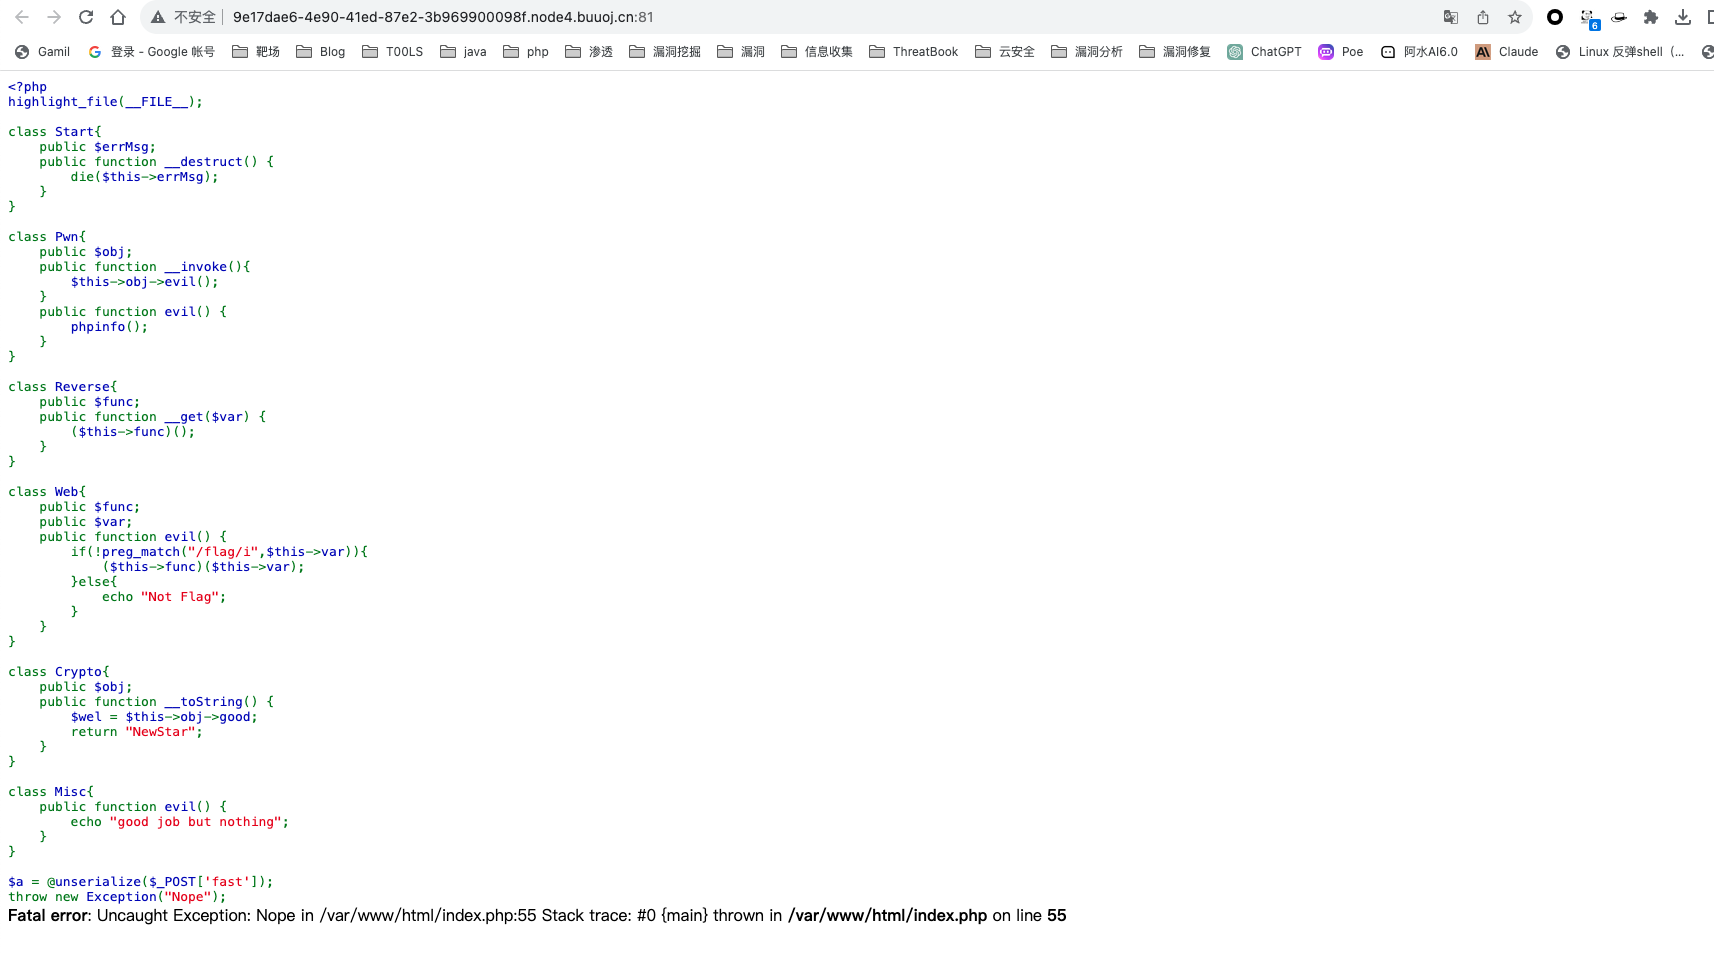 不安全 9e17dae6-4e90-41ed-87e2-3b969900098f.node4.buuoj.cn:81
6
Gamil 登录 - Google 帐号 靶场 Blog T00LS java php 渗透 漏洞挖掘 漏洞 信息收集 ThreatBook 云安全 漏洞分析 漏洞修复 ChatGPT Poe 阿水AI6.0 Claude Linux 反弹shell（...
<?php
highlight_file(__FILE__);

class Start{
    public $errMsg;
    public function __destruct() {
        die($this->errMsg);
    }
}

class Pwn{
    public $obj;
    public function __invoke(){
        $this->obj->evil();
    }
    public function evil() {
        phpinfo();
    }
}

class Reverse{
    public $func;
    public function __get($var) {
        ($this->func)();
    }
}

class Web{
    public $func;
    public $var;
    public function evil() {
        if(!preg_match("/flag/i",$this->var)){
            ($this->func)($this->var);
        }else{
            echo "Not Flag";
        }
    }
}

class Crypto{
    public $obj;
    public function __toString() {
        $wel = $this->obj->good;
        return "NewStar";
    }
}

class Misc{
    public function evil() {
        echo "good job but nothing";
    }
}

$a = @unserialize($_POST['fast']);
throw new Exception("Nope");
Fatal error: Uncaught Exception: Nope in /var/www/html/index.php:55 Stack trace: #0 {main} thrown in /var/www/html/index.php on line 55